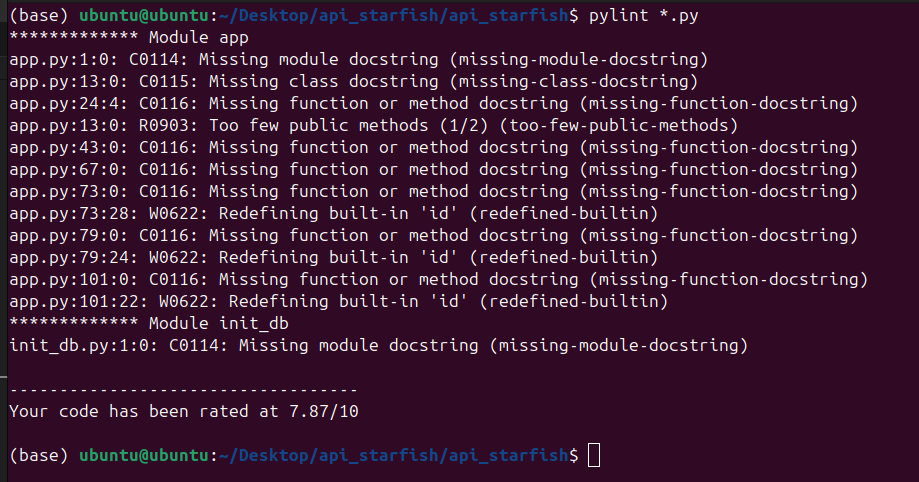 (base) ubuntu@ubuntu:~/Desktop/api_starfish/api_starfish$ pylint *.py
************* Module app
app.py:1:0: C0114: Missing module docstring (missing-module-docstring)
app.py:13:0: C0115: Missing class docstring (missing-class-docstring)
app.py:24:4: C0116: Missing function or method docstring (missing-function-docstring)
app.py:13:0: R0903: Too few public methods (1/2) (too-few-public-methods)
app.py:43:0: C0116: Missing function or method docstring (missing-function-docstring)
app.py:67:0: C0116: Missing function or method docstring (missing-function-docstring)
app.py:73:0: C0116: Missing function or method docstring (missing-function-docstring)
app.py:73:28: W0622: Redefining built-in 'id' (redefined-builtin)
app.py:79:0: C0116: Missing function or method docstring (missing-function-docstring)
app.py:79:24: W0622: Redefining built-in 'id' (redefined-builtin)
app.py:101:0: C0116: Missing function or method docstring (missing-function-docstring)
app.py:101:22: W0622: Redefining built-in 'id' (redefined-builtin)
************* Module init_db
init_db.py:1:0: C0114: Missing module docstring (missing-module-docstring)
-----------------------------------
Your code has been rated at 7.87/10
(base) ubuntu@ubuntu:~/Desktop/api_starfish/api_starfish$